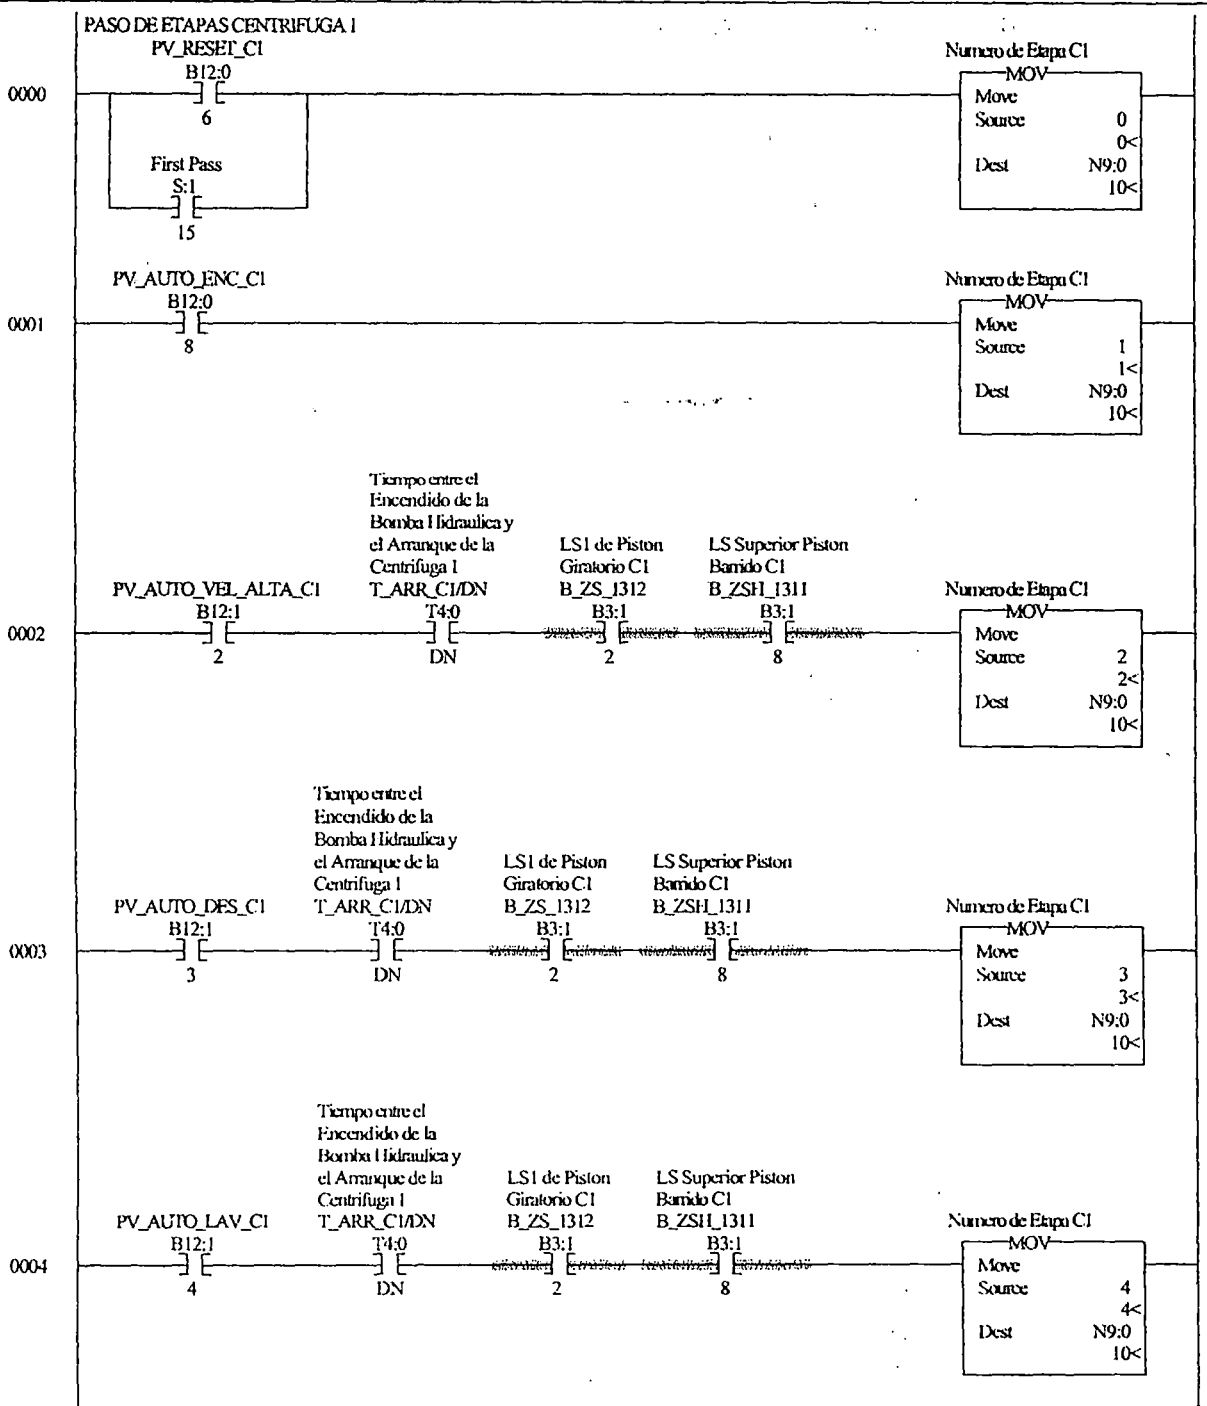 PASO DE ETAPAS CENTRIFUGA 1
PV_RESET_C1
B12:0
6
First Pass
S:1
15
0000
Numero de Etapa C1
MOV
Move
Source 0
0<
Dest N9:0
10<
PV_AUTO_ENC_C1
B12:0
8
0001
Numero de Etapa C1
MOV
Move
Source 1
1<
Dest N9:0
10<
Tiempo entre el
Encendido de la
Bomba Hidraulica y
el Arranque de la
Centrifuga 1
T_ARR_C1/DN
T4:0
DN
LS1 de Piston
Giratorio C1
B_ZS_1312
B3:1
2
LS Superior Piston
Barrido C1
B_ZSH_1311
B3:1
8
PV_AUTO_VEL_ALTA_C1
B12:1
2
0002
Numero de Etapa C1
MOV
Move
Source 2
2<
Dest N9:0
10<
Tiempo entre el
Encendido de la
Bomba Hidraulica y
el Arranque de la
Centrifuga 1
T_ARR_C1/DN
T4:0
DN
LS1 de Piston
Giratorio C1
B_ZS_1312
B3:1
2
LS Superior Piston
Barrido C1
B_ZSH_1311
B3:1
8
PV_AUTO_DES_C1
B12:1
3
0003
Numero de Etapa C1
MOV
Move
Source 3
3<
Dest N9:0
10<
Tiempo entre el
Encendido de la
Bomba Hidraulica y
el Arranque de la
Centrifuga 1
T_ARR_C1/DN
T4:0
DN
LS1 de Piston
Giratorio C1
B_ZS_1312
B3:1
2
LS Superior Piston
Barrido C1
B_ZSH_1311
B3:1
8
PV_AUTO_LAV_C1
B12:1
4
0004
Numero de Etapa C1
MOV
Move
Source 4
4<
Dest N9:0
10<